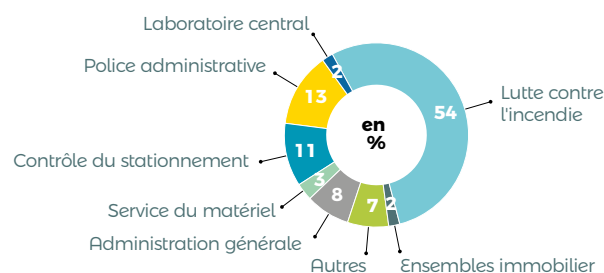 Laboratoire central
2
Police administrative
13
Lutte contre
l'incendie
54
en
%
Contrôle du stationnement
11
3
Service du matériel
8
Administration générale
7
Autres
2
Ensembles immobilier